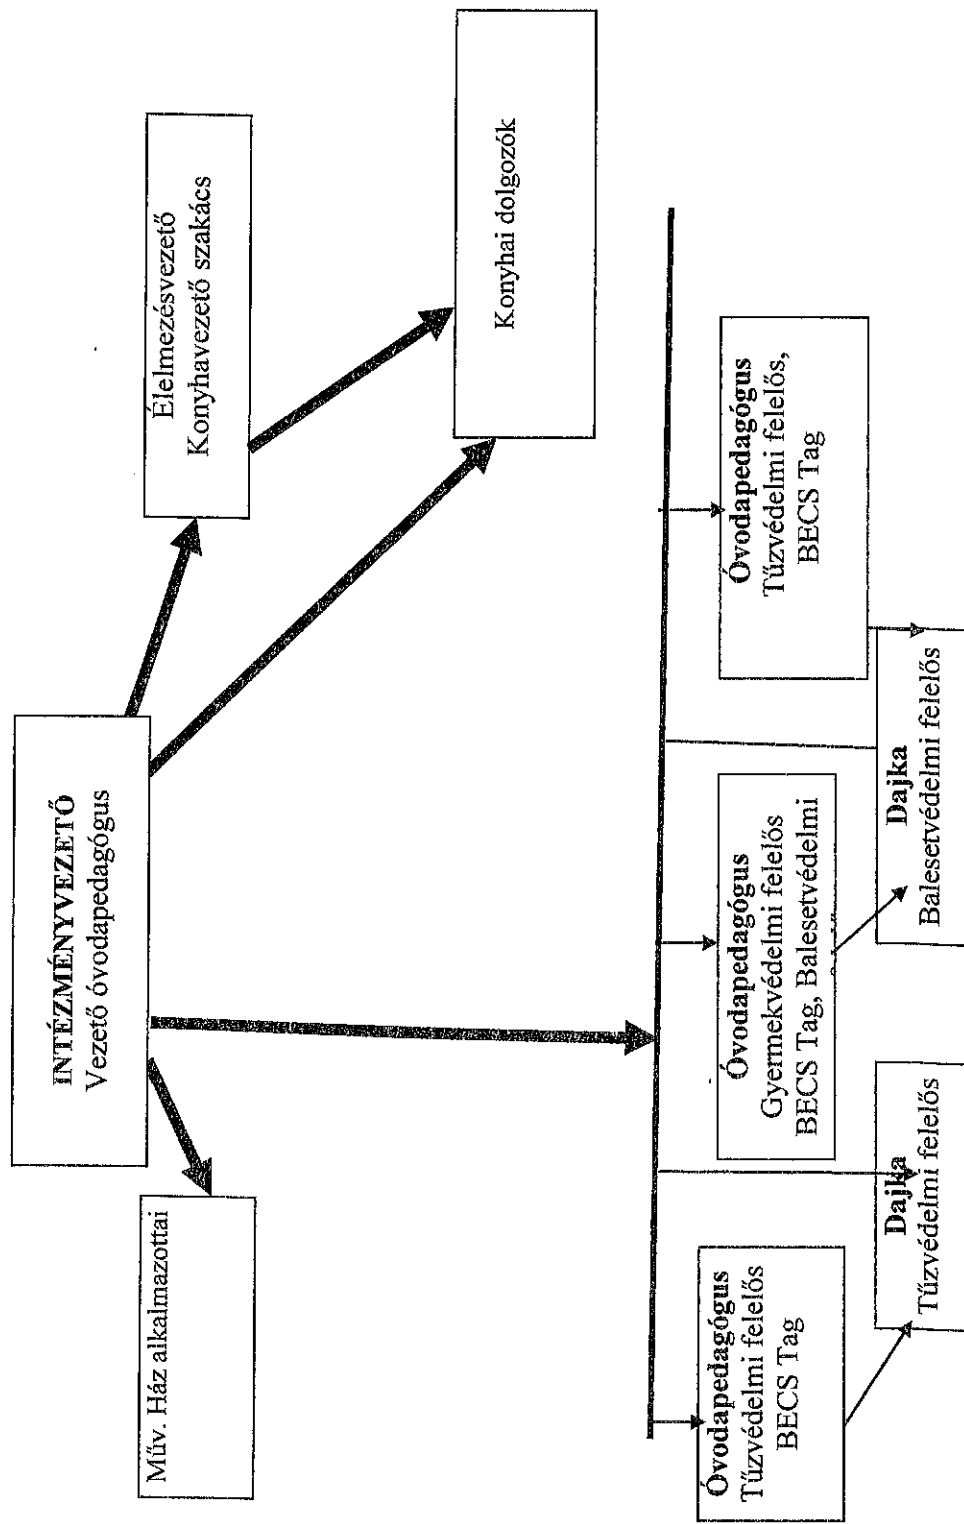 INTÉZMÉNYVEZETŐ
Vezető óvodapedagógus
Műv. Ház alkalmazottai
Élelmezésvezető
Konyhavezető szakács
Konyhai dolgozók
Óvodapedagógus
Tűzvédelmi felelős
BECS Tag
Óvodapedagógus
Gyermekvédelmi felelős
BECS Tag, Balesetvédelmi
Óvodapedagógus
Tűzvédelmi felelős,
BECS Tag
Dajka
Tűzvédelmi felelős
Dajka
Balesetvédelmi felelős